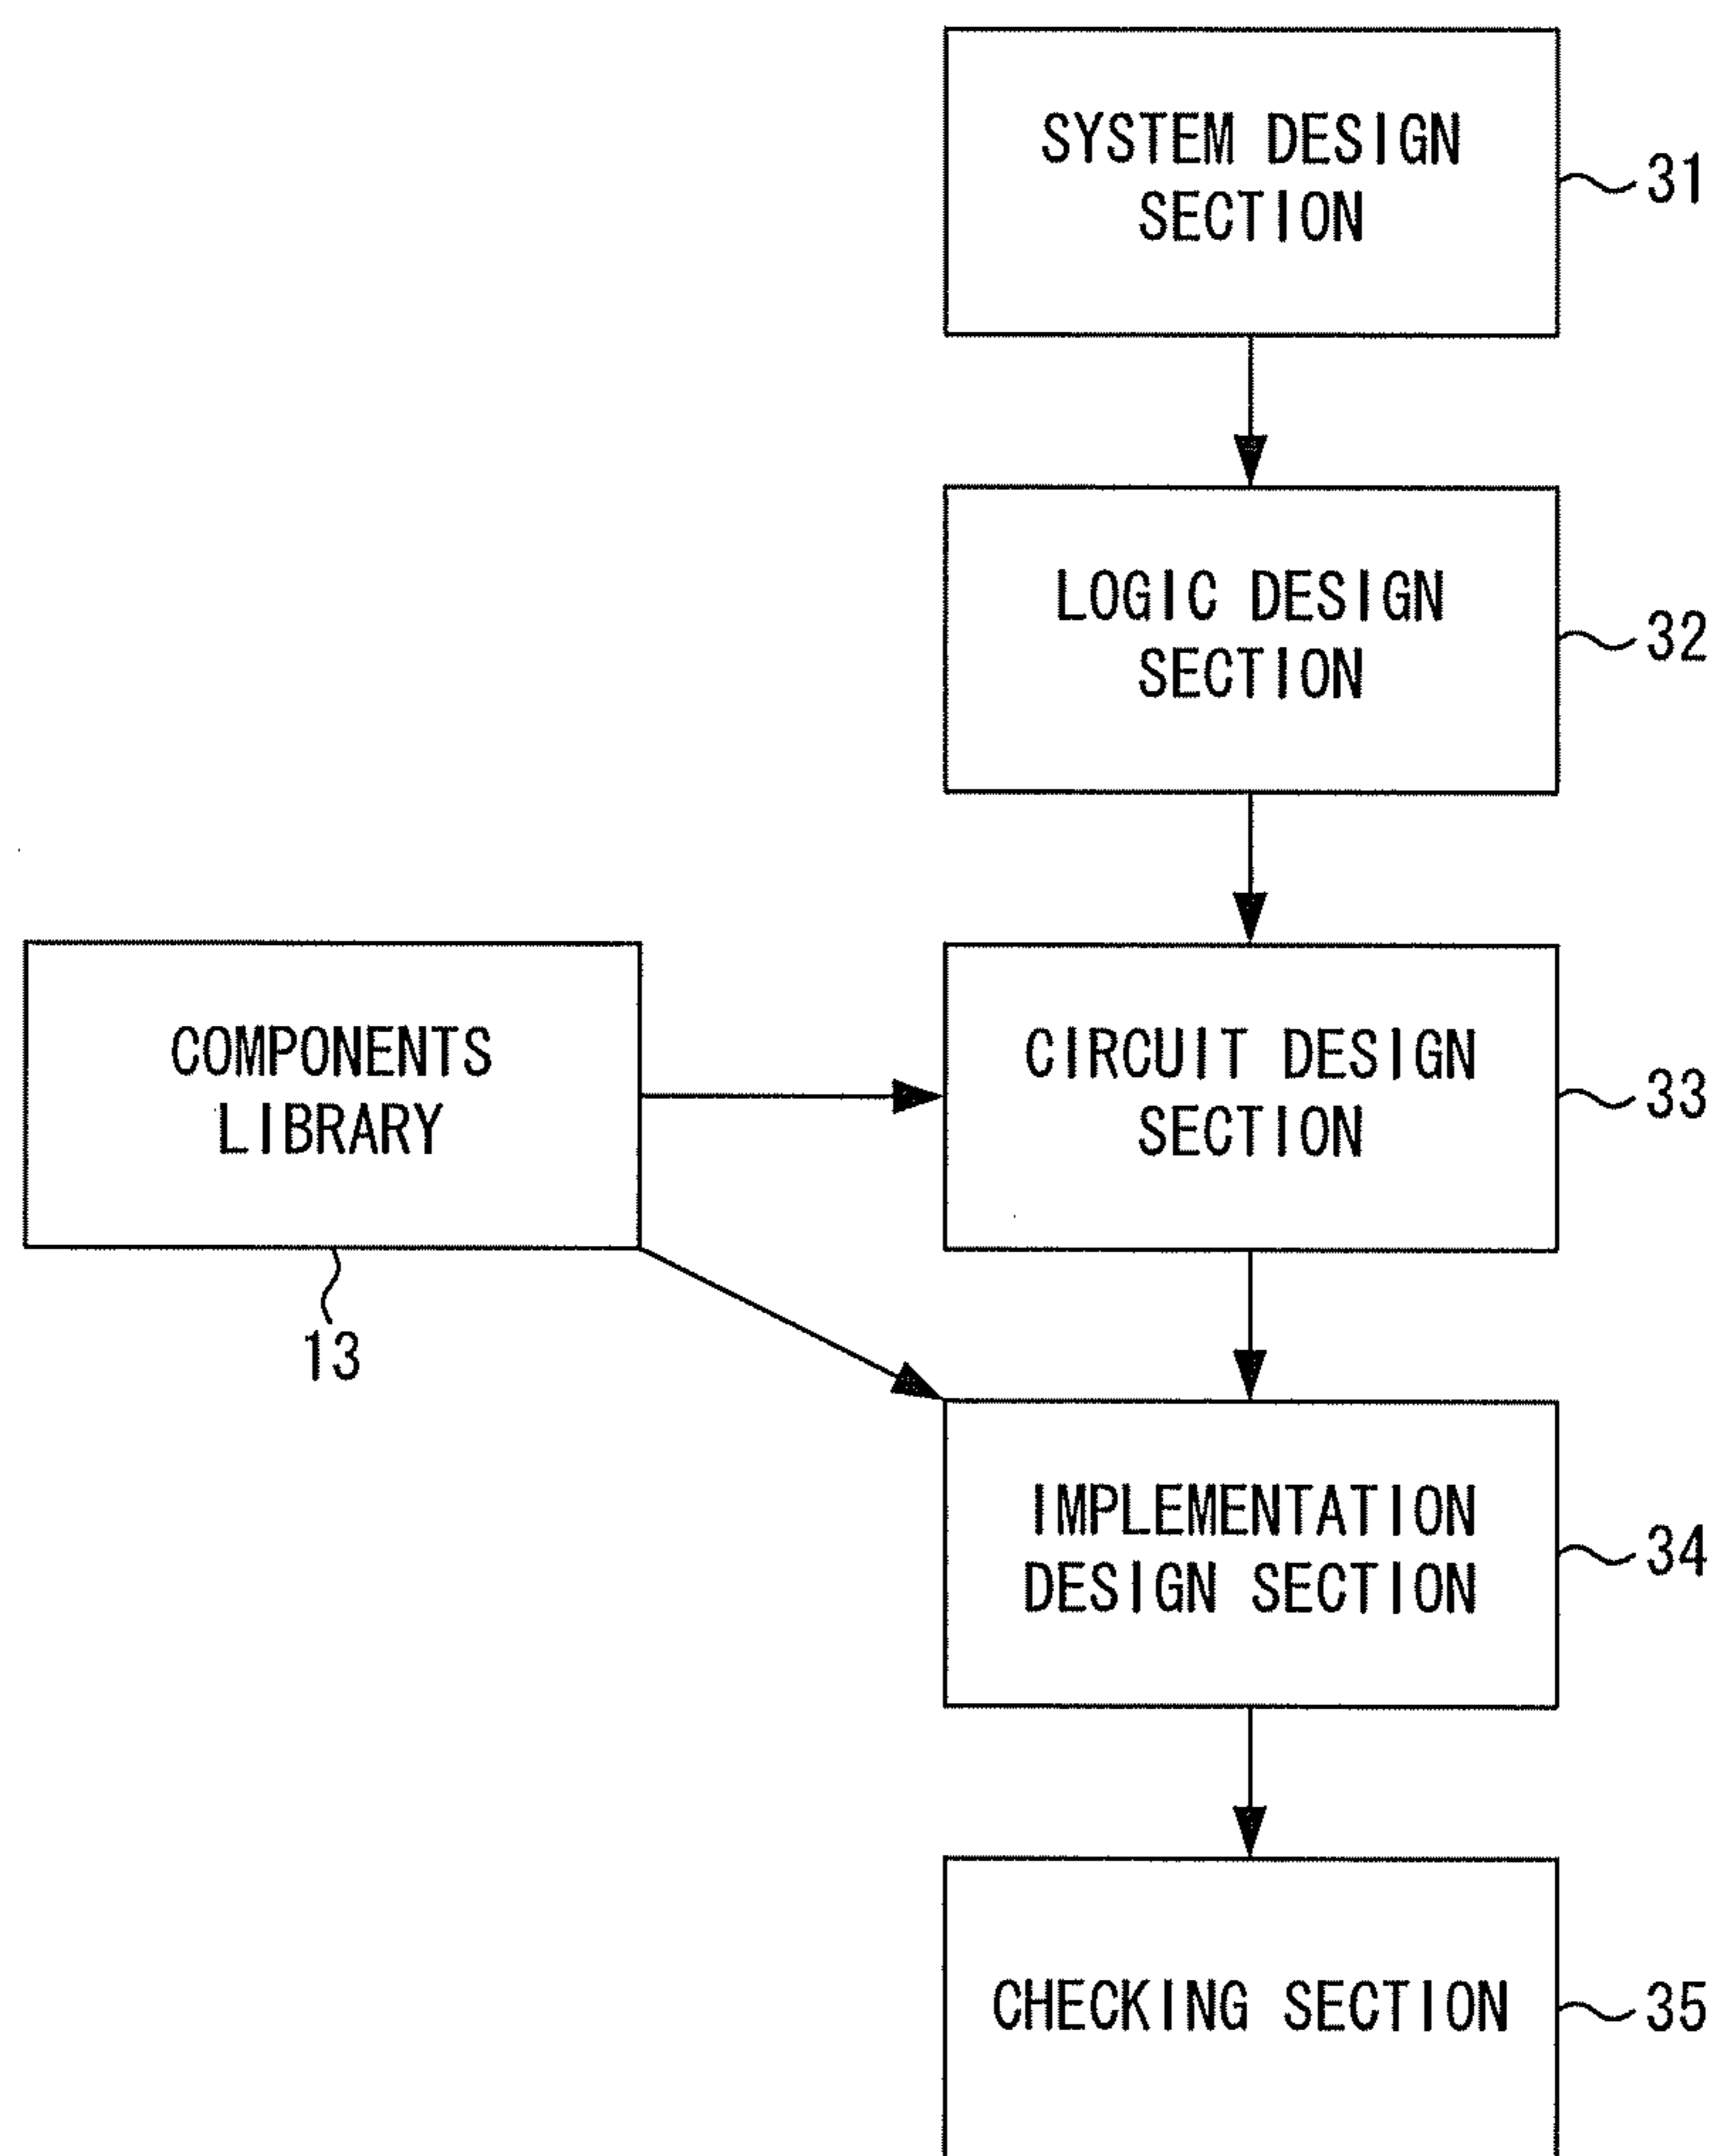 SYSTEM DESIGN
SECTION
31
LOGIC DESIGN
SECTION
32
COMPONENTS
LIBRARY
13
CIRCUIT DESIGN
SECTION
33
IMPLEMENTATION
DESIGN SECTION
34
CHECKING SECTION
35